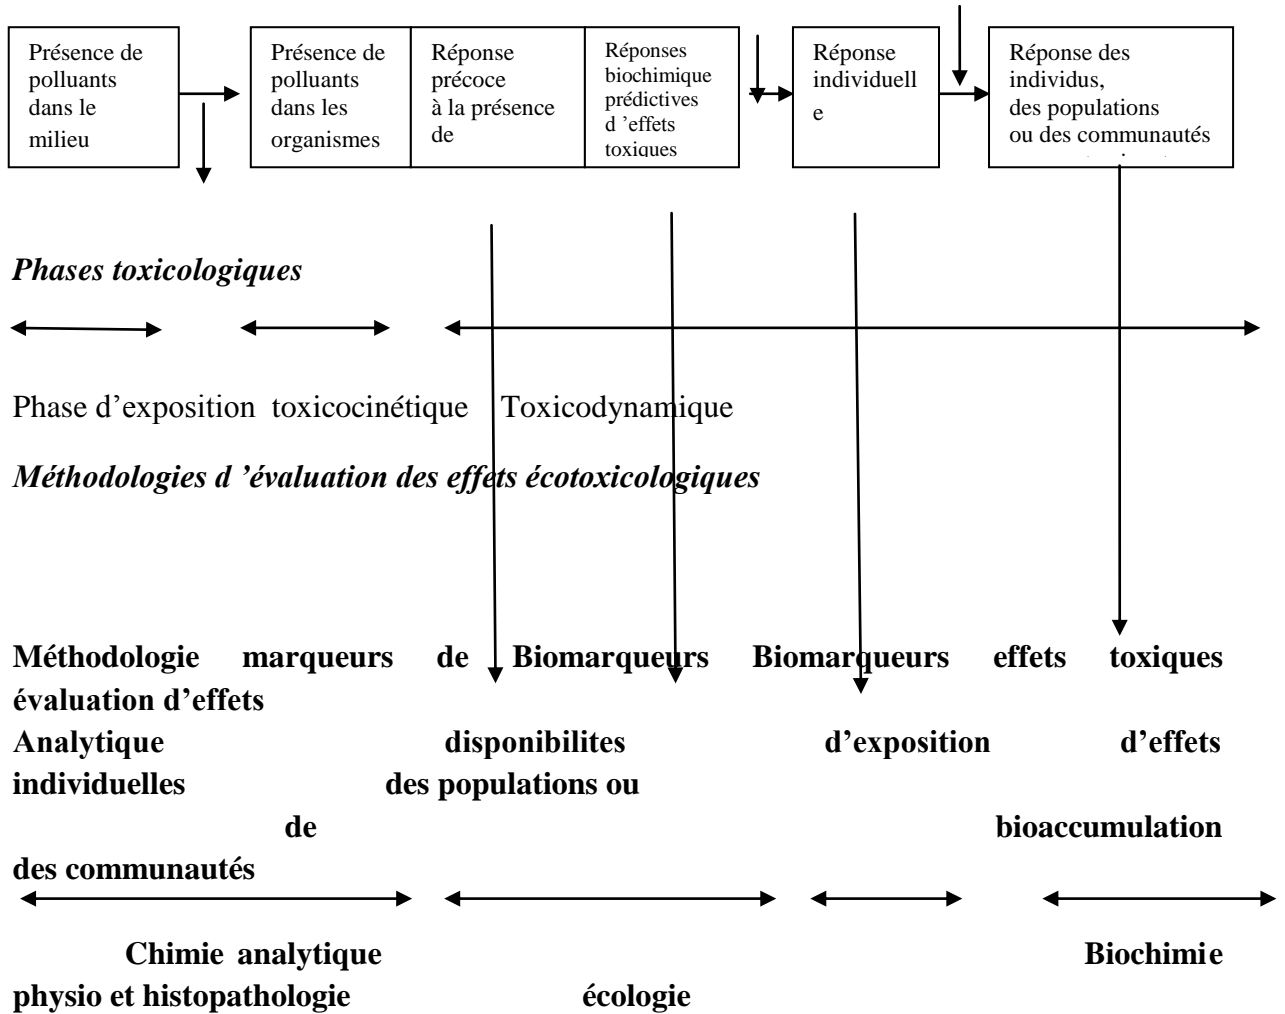 Présence de
polluants
dans le
milieu
Présence de
polluants
dans les
organismes
Réponse
précoce
à la présence
de
Réponses
biochimique
prédictives
d ’effets
toxiques
Réponse
individuell
e
Réponse des
individus,
des populations
ou des communautés
Phases toxicologiques
Phase d’exposition toxicocinétique Toxicodynamique
Méthodologies d ’évaluation des effets écotoxicologiques
Méthodologie marqueurs de Biomarqueurs Biomarqueurs effets toxiques
évaluation d’effets
Analytique disponibilites d’exposition d’effets
individuelles des populations ou
de bioaccumulation
des communautés
Chimie analytique Biochimie
physio et histopathologie écologie